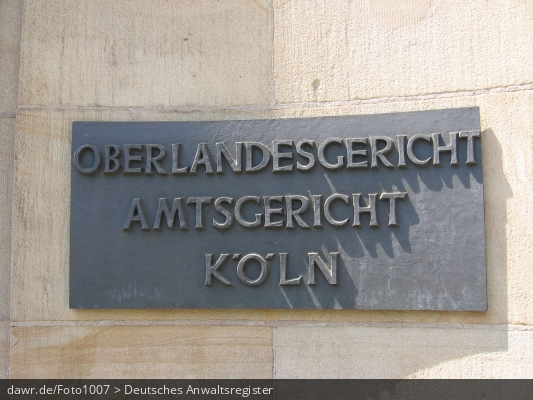 OBERLANDESGERICHT
AMTSGERICHT
KÖLN
dawr.de/Foto1007 > Deutsches Anwaltsregister